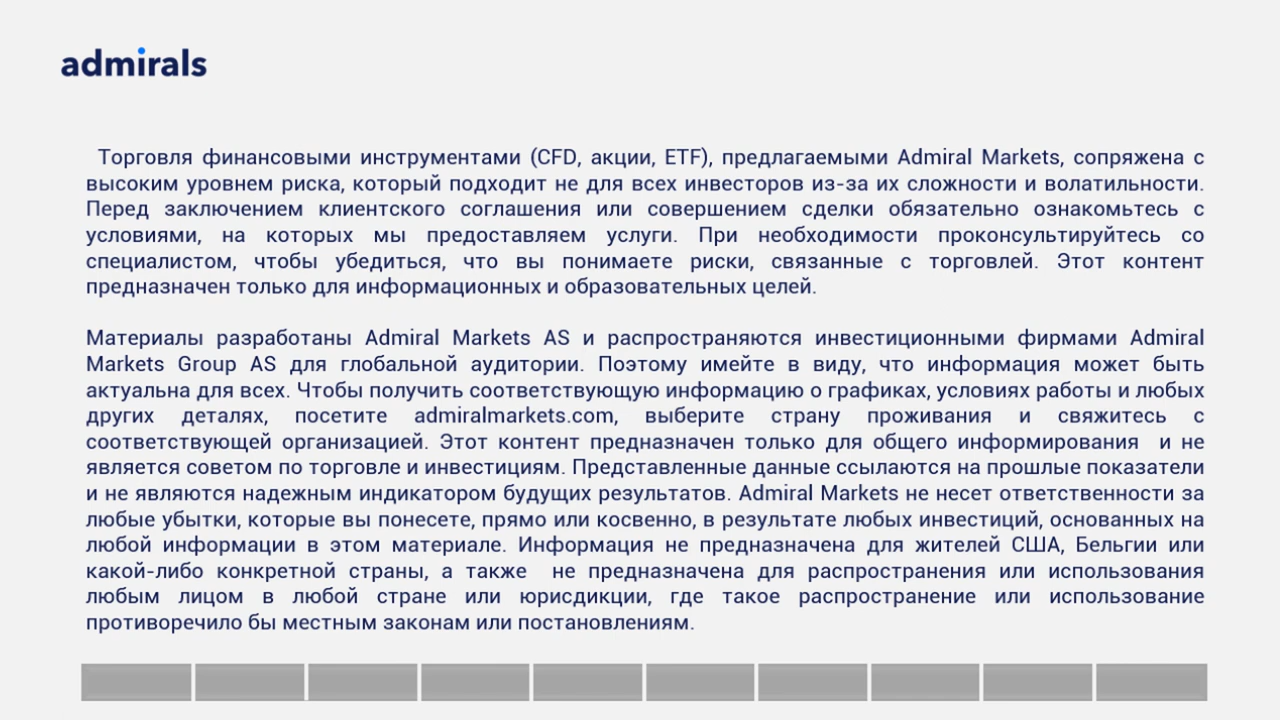 admirals
Торговля финансовыми инструментами (CFD, акции, ETF), предлагаемыми Admiral Markets, сопряжена с
высоким уровнем риска, который подходит не для всех инвесторов из-за их сложности и волатильности.
Перед заключением клиентского соглашения или совершением сделки обязательно ознакомьтесь с
условиями, на которых мы предоставляем услуги. При необходимости проконсультируйтесь со
специалистом, чтобы убедиться, что вы понимаете риски, связанные с торговлей. Этот контент
предназначен только для информационных и образовательных целей.
Материалы разработаны Admiral Markets AS и распространяются инвестиционными фирмами Admiral
Markets Group AS для глобальной аудитории. Поэтому имейте в виду, что информация может быть
актуальна для всех. Чтобы получить соответствующую информацию о графиках, условиях работы и любых
других деталях, посетите admiralmarkets.com, выберите страну проживания и свяжитесь с
соответствующей организацией. Этот контент предназначен только для общего информирования и не
является советом по торговле и инвестициям. Представленные данные ссылаются на прошлые показатели
и не являются надежным индикатором будущих результатов. Admiral Markets не несет ответственности за
любые убытки, которые вы понесете, прямо или косвенно, в результате любых инвестиций, основанных на
любой информации в этом материале. Информация не предназначена для жителей США, Бельгии или
какой-либо конкретной страны, а также не предназначена для распространения или использования
любым лицом в любой стране или юрисдикции, где такое распространение или использование
противоречило бы местным законам или постановлениям.